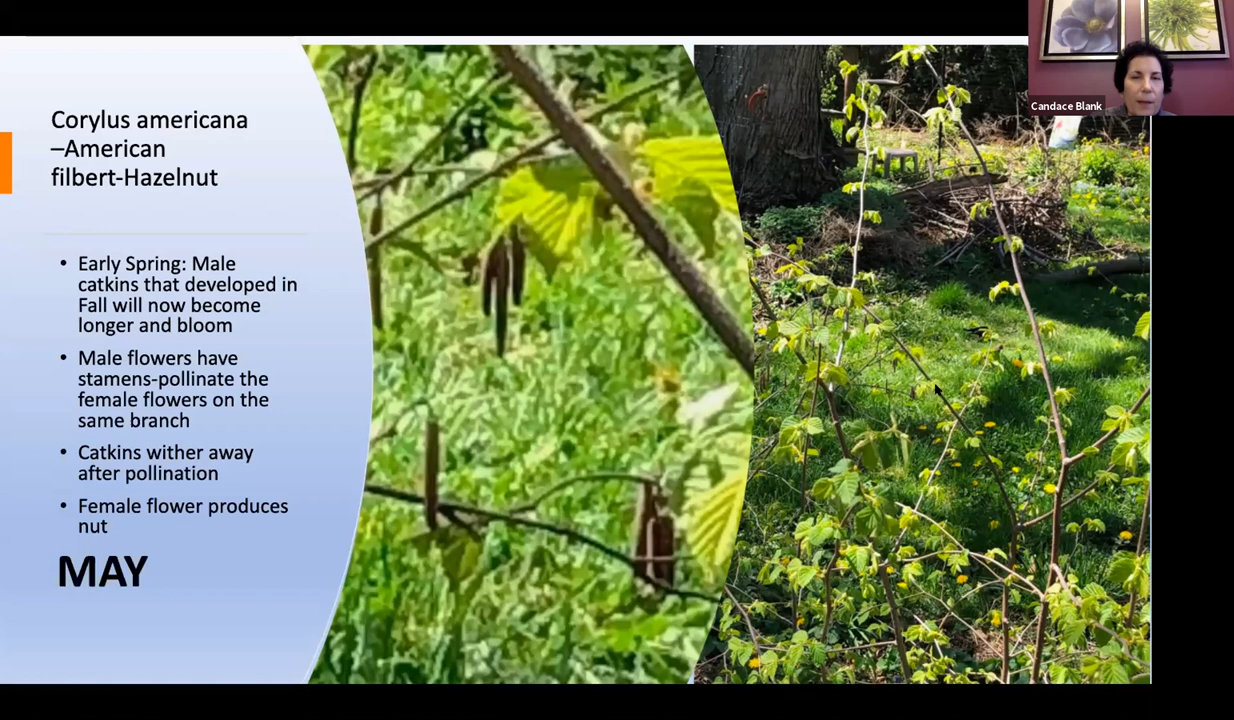 Candace Blank
Corylus americana
–American
filbert-Hazelnut
• Early Spring: Male
catkins that developed in
Fall will now become
longer and bloom
• Male flowers have
stamens-pollinate the
female flowers on the
same branch
• Catkins wither away
after pollination
• Female flower produces
nut
MAY